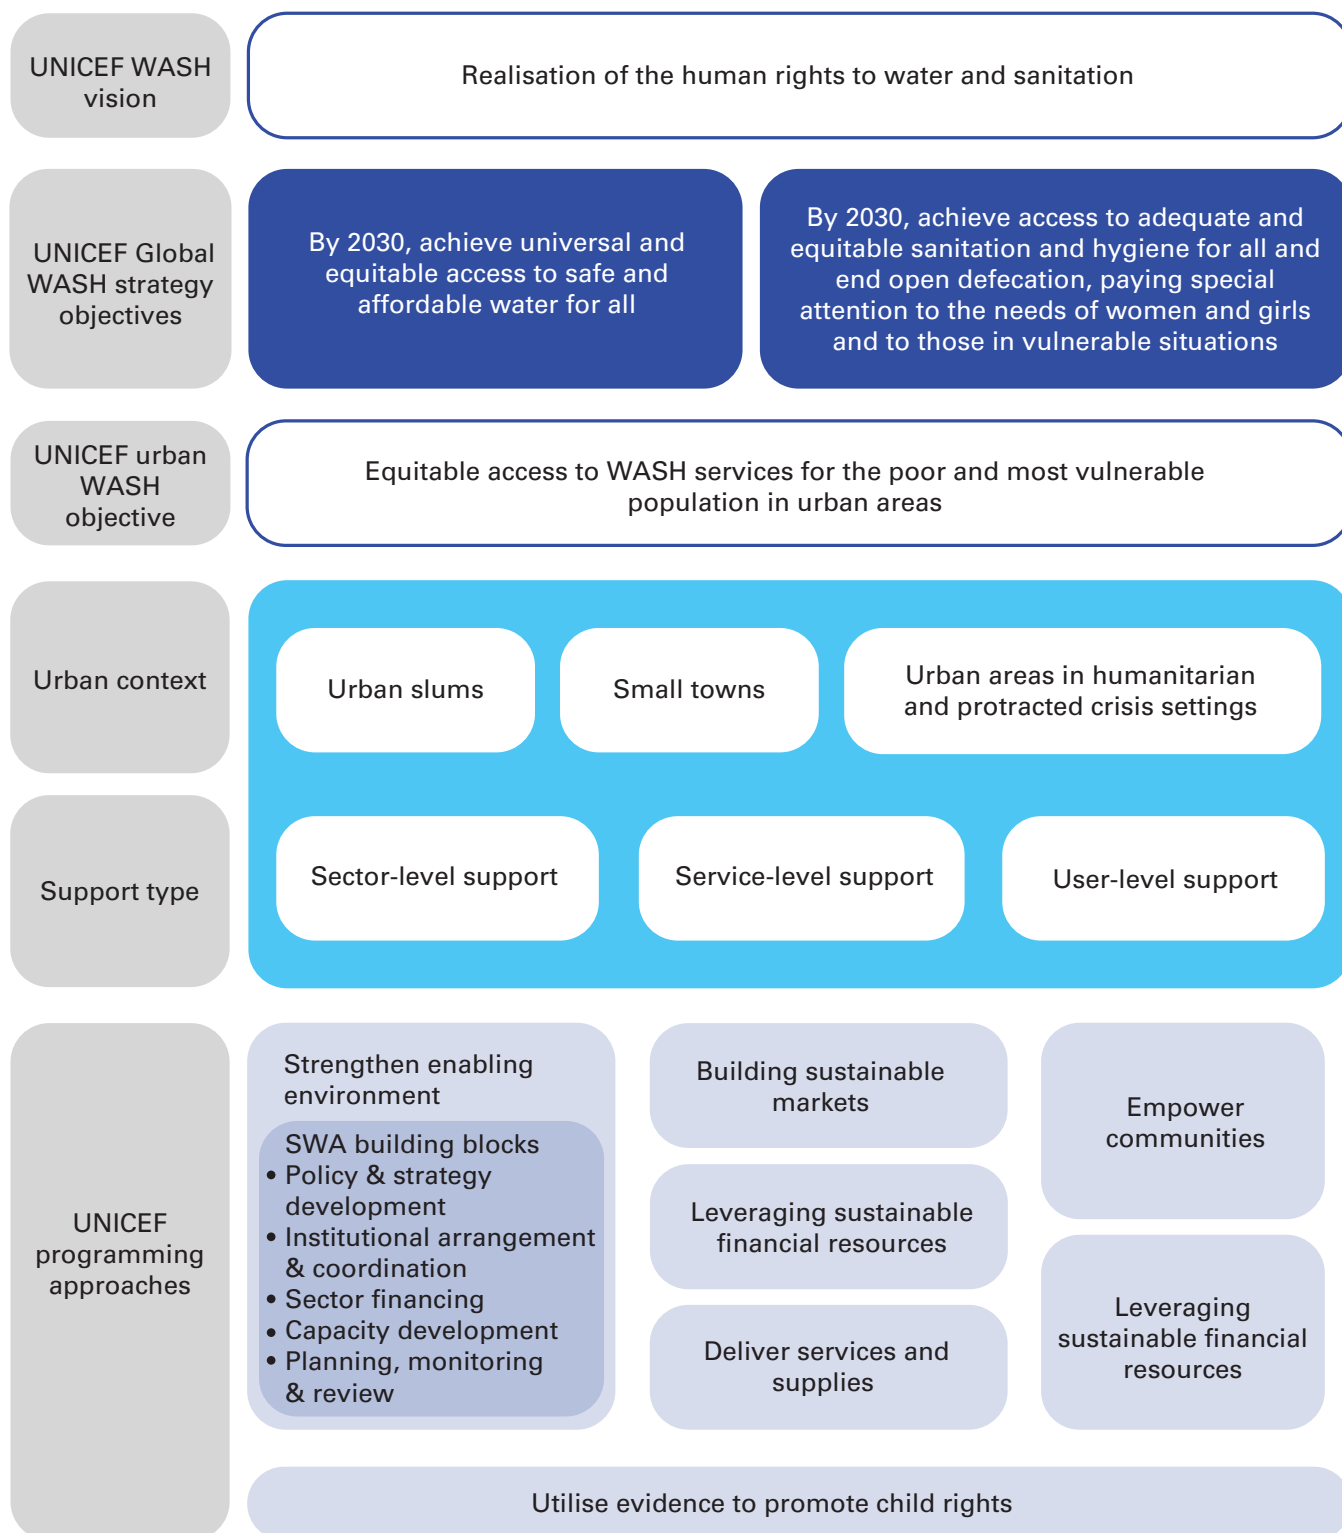 UNICEF WASH
vision
Realisation of the human rights to water and sanitation
UNICEF Global
WASH strategy
objectives
By 2030, achieve universal and
equitable access to safe and
affordable water for all
By 2030, achieve access to adequate and
equitable sanitation and hygiene for all and
end open defecation, paying special
attention to the needs of women and girls
and to those in vulnerable situations
UNICEF urban
WASH
objective
Equitable access to WASH services for the poor and most vulnerable
population in urban areas
Urban context
Urban slums
Small towns
Urban areas in humanitarian
and protracted crisis settings
Support type
Sector-level support
Service-level support
User-level support
UNICEF
programming
approaches
Strengthen enabling
environment
SWA building blocks
• Policy & strategy
development
• Institutional arrangement
& coordination
• Sector financing
• Capacity development
• Planning, monitoring
& review
Building sustainable
markets
Leveraging sustainable
financial resources
Deliver services and
supplies
Empower
communities
Leveraging
sustainable financial
resources
Utilise evidence to promote child rights